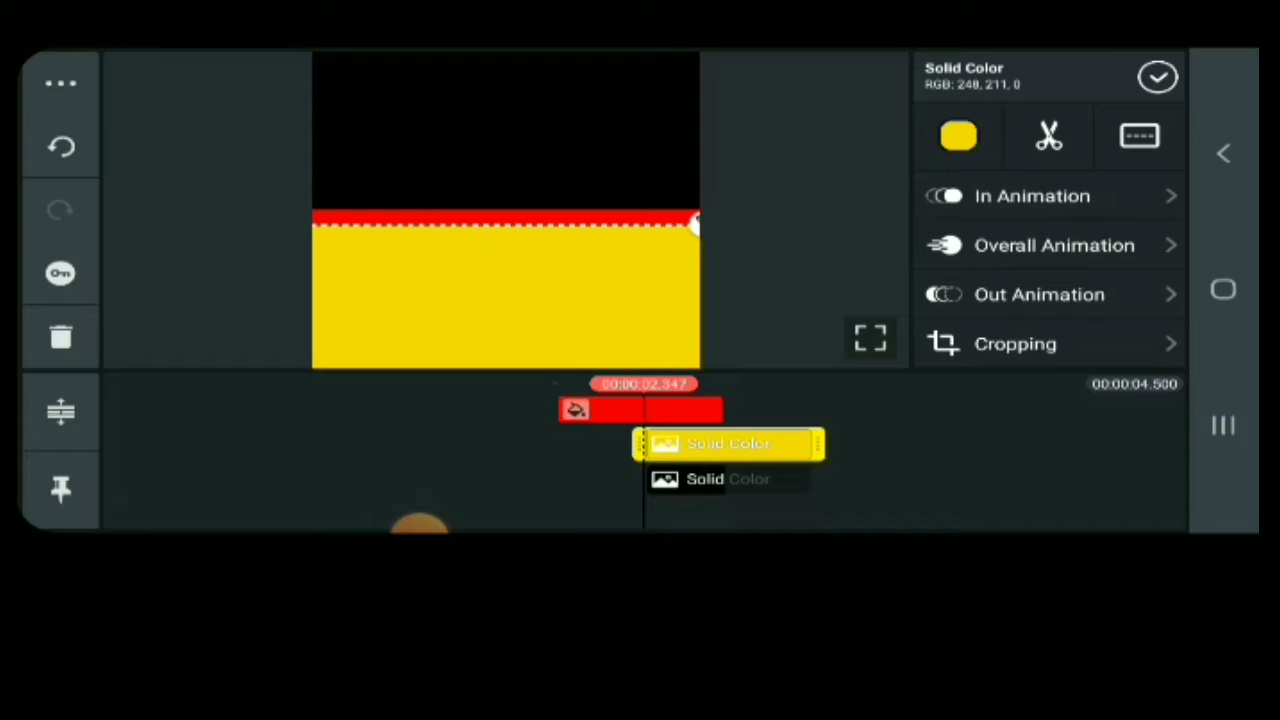 Solid Color
RGB: 248, 211, 0
In Animation
Overall Animation
Out Animation
Cropping
00:00:02.347
00:00:04.500
Solid Color
Solid Color